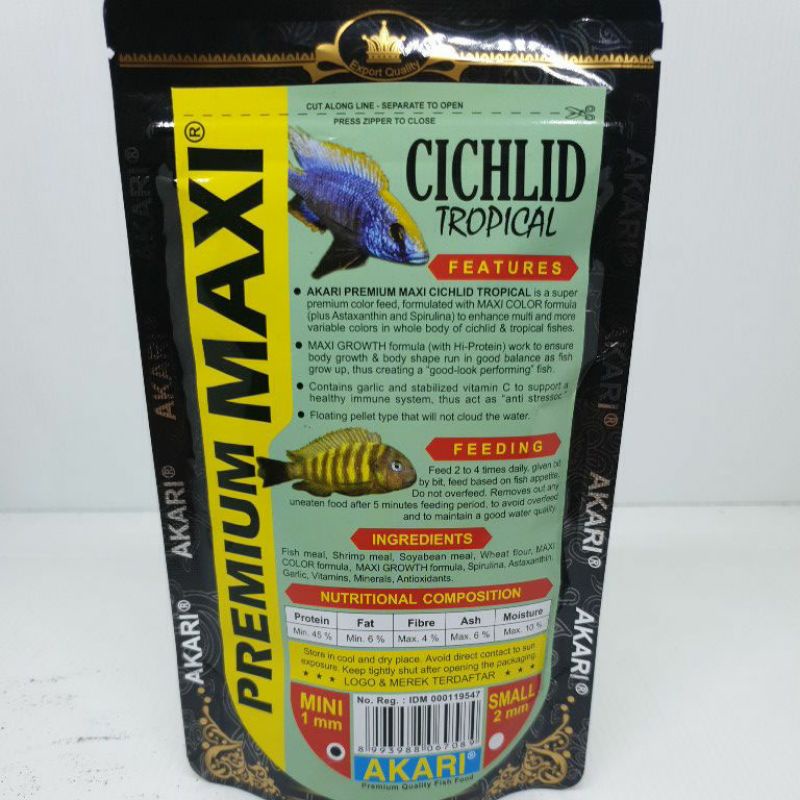 Export Quality
CUT ALONG LINE - SEPARATE TO OPEN
PRESS ZIPPER TO CLOSE
PREMIUM MAXI®
CICHLID
TROPICAL
FEATURES
• AKARI PREMIUM MAXI CICHLID TROPICAL is a super
premium color feed, formulated with MAXI COLOR formula
(plus Astaxanthin and Spirulina) to enhance multi and more
variable colors in whole body of cichlid & tropical fishes.
• MAXI GROWTH formula (with Hi-Protein) work to ensure
body growth & body shape run in good balance as fish
grow up, thus creating a "good-look performing" fish.
• Contains garlic and stabilized vitamin C to support a
healthy immune system, thus act as "anti stressor."
• Floating pellet type that will not cloud the water.
FEEDING
Feed 2 to 4 times daily, given bit
by bit, feed based on fish appetite.
Do not overfeed. Removes out any
uneaten food after 5 minutes feeding period, to avoid overfeed
and to maintain a good water quality.
INGREDIENTS
Fish meal, Shrimp meal, Soyabean meal, Wheat flour, MAXI
COLOR formula, MAXI GROWTH formula, Spirulina, Astaxanthin,
Garlic, Vitamins, Minerals, Antioxidants.
NUTRITIONAL COMPOSITION
Protein Fat Fibre Ash Moisture
Min. 45 % Min. 6 % Max. 4 % Max. 6 % Max. 10 %
Store in cool and dry place. Avoid direct contact to sun
exposure. Keep tightly shut after opening the packaging.
★ ★ ★ LOGO & MEREK TERDAFTAR ★ ★ ★
MINI
1 mm
No. Reg. : IDM 000119547
8 993988 067089
SMALL
2 mm
AKARI®
Premium Quality Fish Food
AKARI®
AKARI®
AKARI®
AKARI®
AKARI®
AKARI®
AKARI®
AKARI®